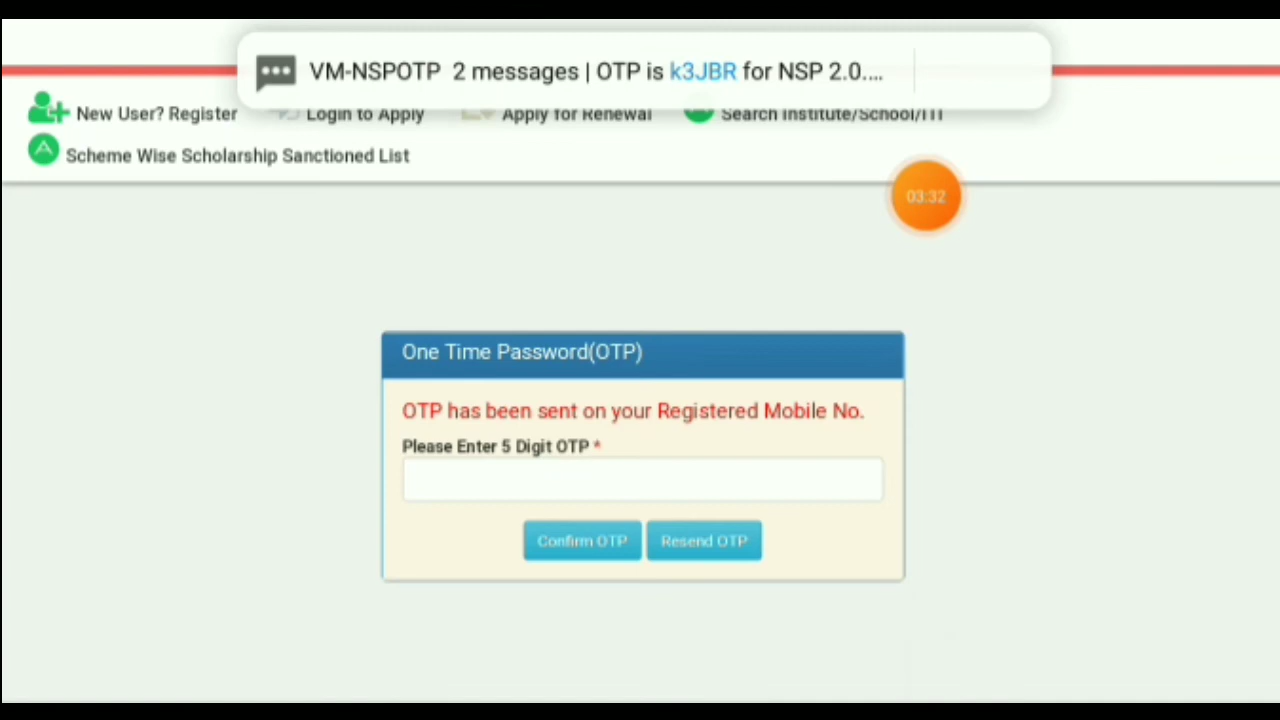 VM-NSPOTP 2 messages | OTP is k3JBR for NSP 2.0....
New User? Register Login to Apply Apply for Renewal Search Institute/School/ITI
Scheme Wise Scholarship Sanctioned List
03:32
One Time Password(OTP)
OTP has been sent on your Registered Mobile No.
Please Enter 5 Digit OTP *
Confirm OTP Resend OTP